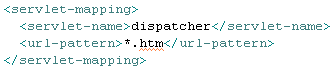 <servlet-mapping>
<servlet-name>dispatcher</servlet-name>
<url-pattern>*.htm</url-pattern>
</servlet-mapping>